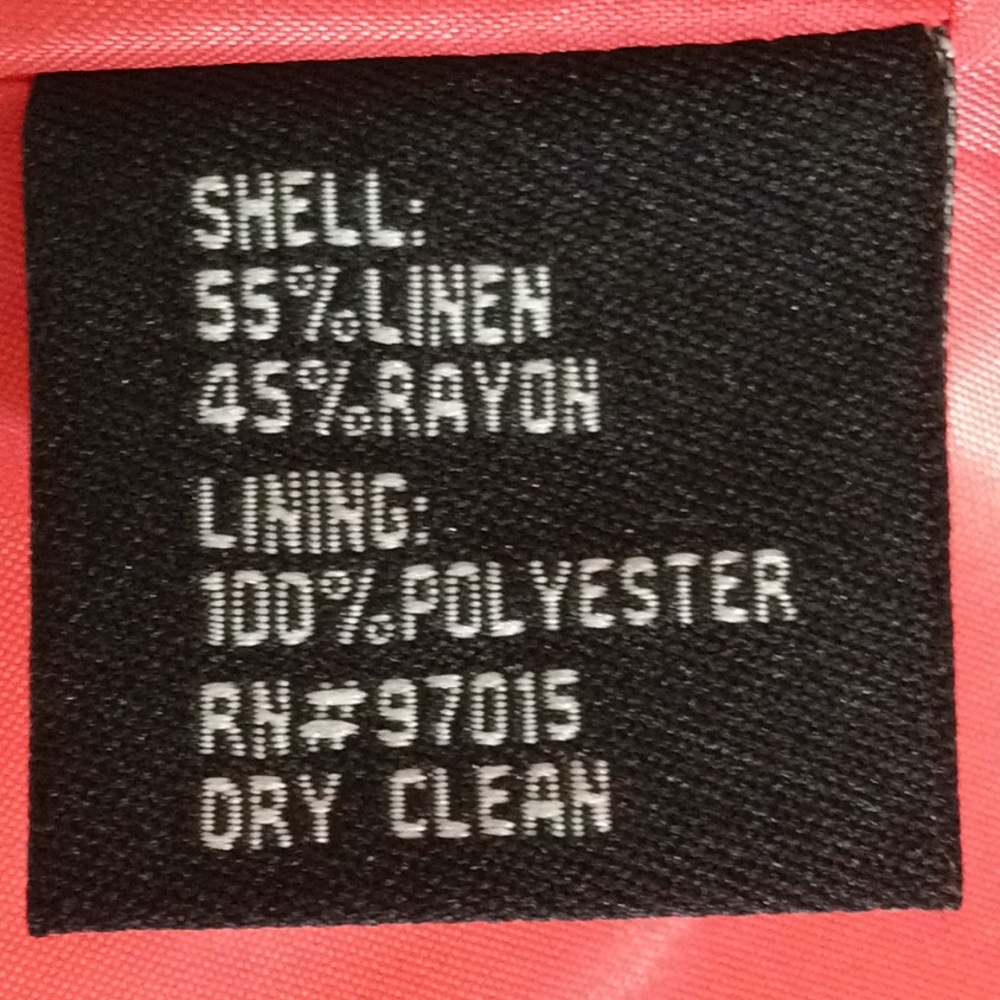 SHELL:
55%LINEN
45%RAYON
LINING:
100%POLYESTER
RN#97015
DRY CLEAN